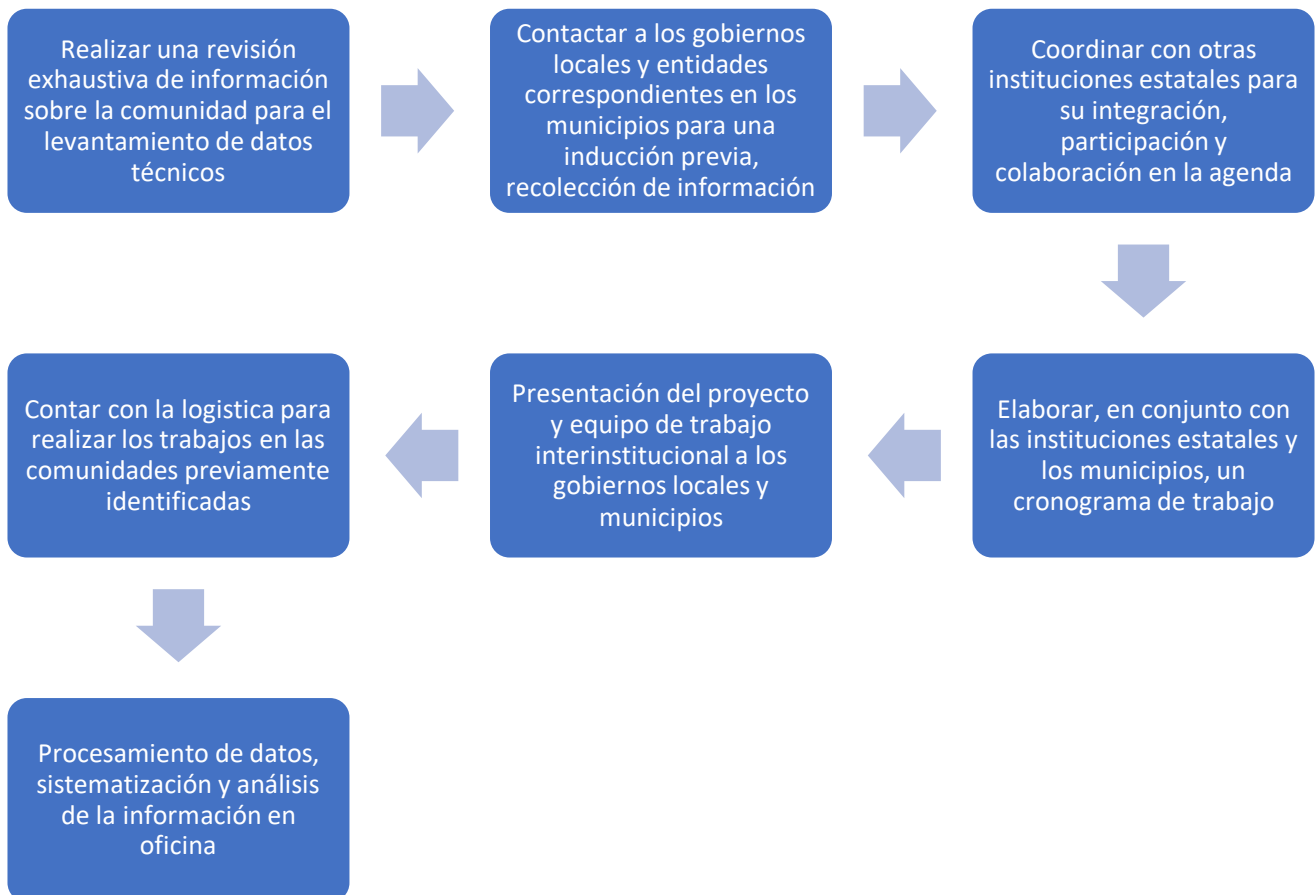 Realizar una revisión
exhaustiva de información
sobre la comunidad para el
levantamiento de datos
técnicos
Contactar a los gobiernos
locales y entidades
correspondientes en los
municipios para una
inducción previa,
recolección de información
Coordinar con otras
instituciones estatales para
su integración,
participación y
colaboración en la agenda
Elaborar, en conjunto con
las instituciones estatales y
los municipios, un
cronograma de trabajo
Presentación del proyecto
y equipo de trabajo
interinstitucional a los
gobiernos locales y
municipios
Contar con la logistica para
realizar los trabajos en las
comunidades previamente
identificadas
Procesamiento de datos,
sistematización y análisis
de la información en
oficina